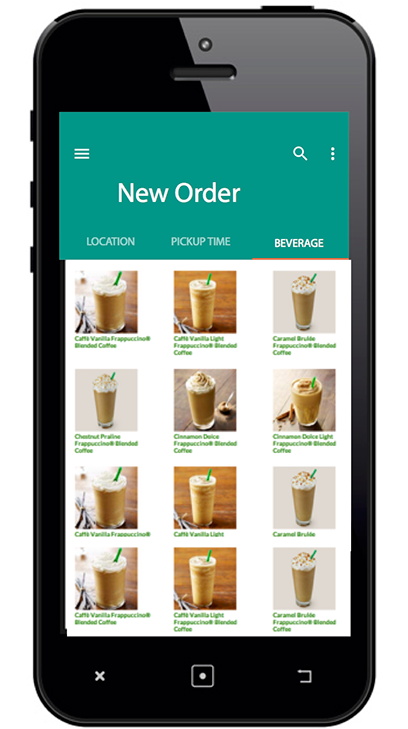 New Order
LOCATION PICKUP TIME BEVERAGE
Caffè Vanilla Frappuccino® Caffè Vanilla Light Caramel Brulée
Blended Coffee Frappuccino® Blended Frappuccino® Blended
Coffee Coffee
Chestnut Praline Cinnamon Dolce Cinnamon Dolce Light
Frappuccino® Blended Frappuccino® Blended Frappuccino® Blended
Coffee Coffee Coffee
Caffè Vanilla Frappuccino® Caffè Vanilla Light Caramel Brulée
Caffè Vanilla Frappuccino® Caffè Vanilla Light Caramel Brulée
Blended Coffee Frappuccino® Blended Frappuccino® Blended
Coffee Coffee